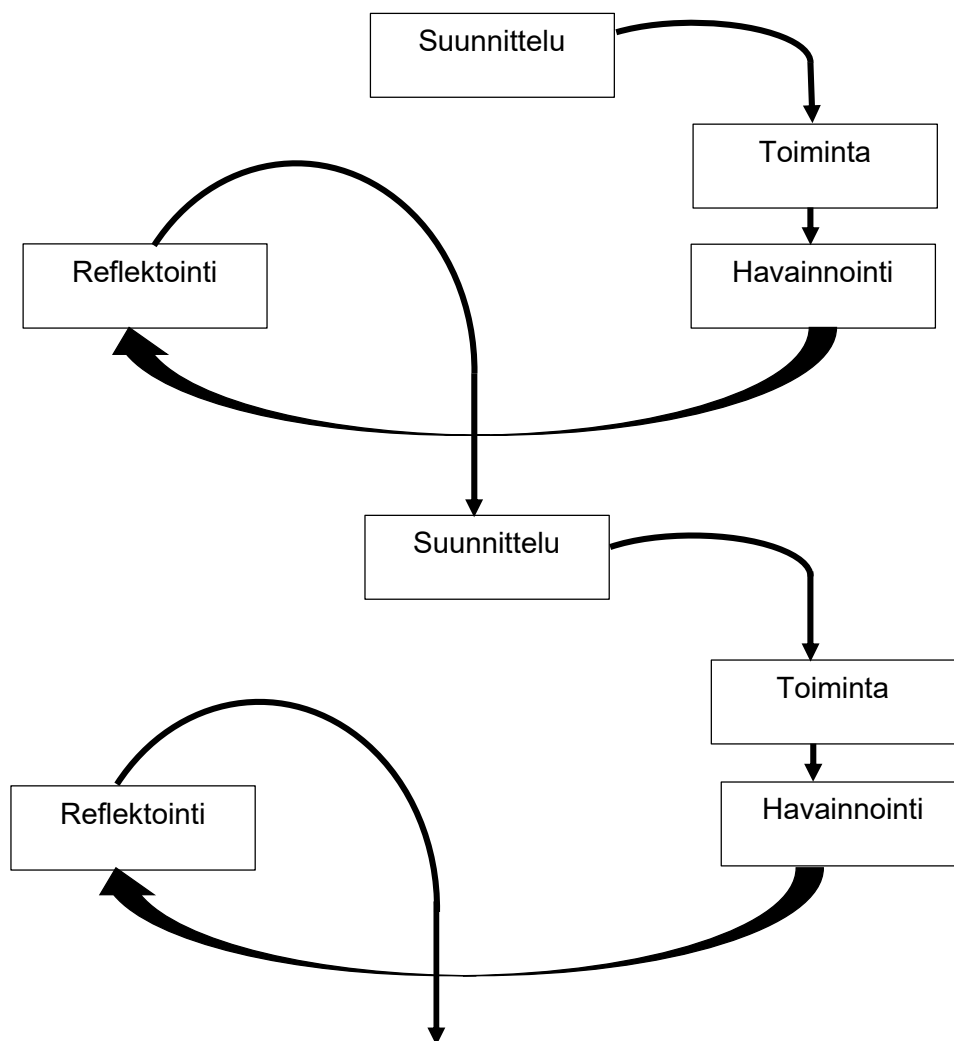 Suunnittelu
Toiminta
Reflektointi
Havainnointi
Suunnittelu
Toiminta
Reflektointi
Havainnointi